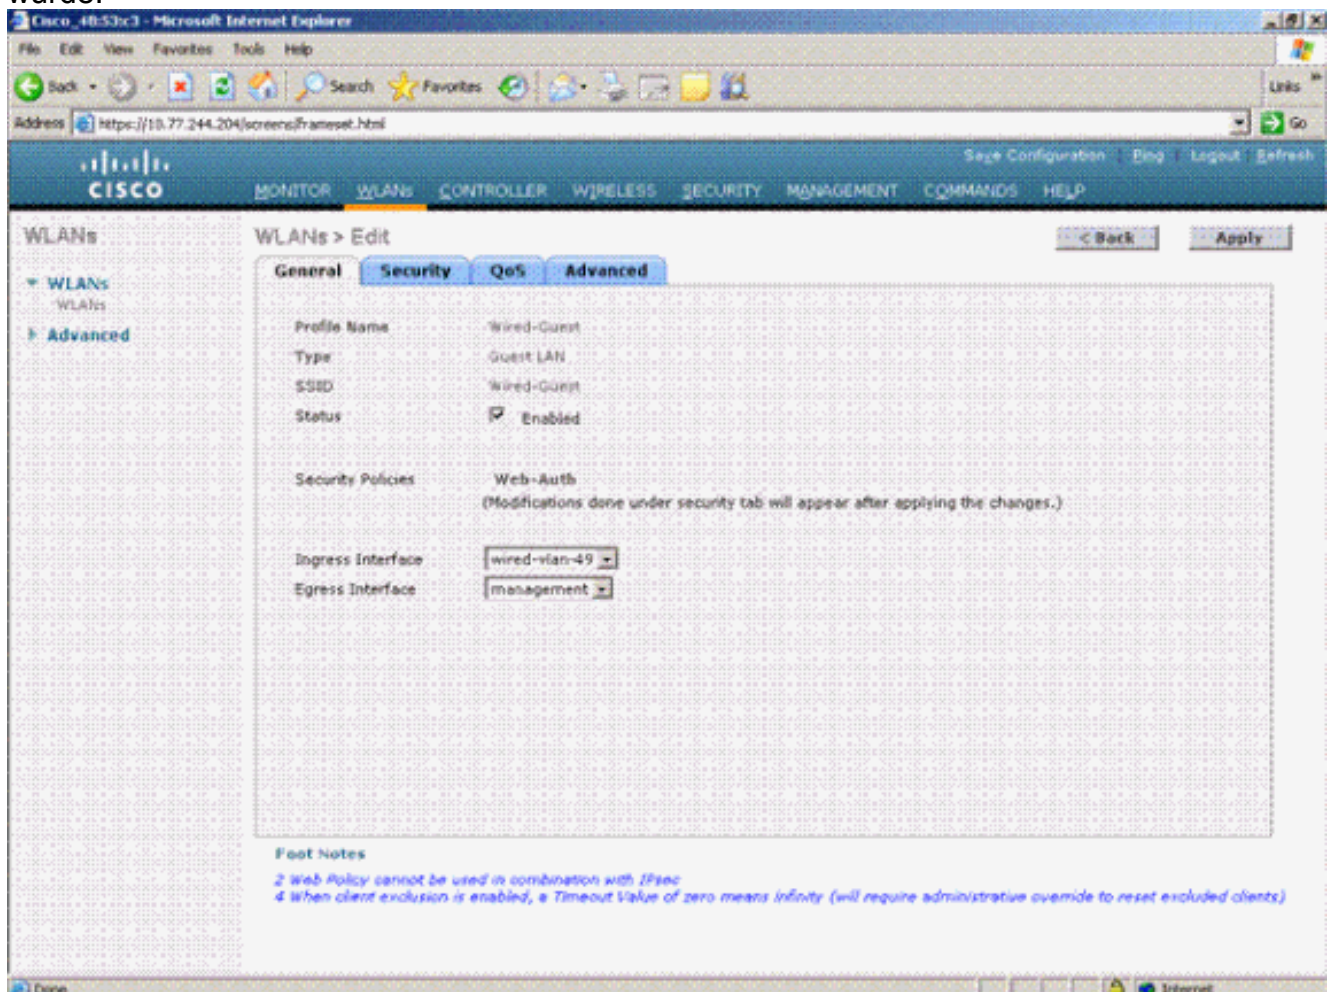 wurde.
Cisco_48:53:c3 - Microsoft Internet Explorer
File Edit View Favorites Tools Help
Back Search Favorites Links
Address https://10.77.244.204/screens/frameset.html Go
Save Configuration Ping Logout Refresh
CISCO MONITOR WLANs CONTROLLER WIRELESS SECURITY MANAGEMENT COMMANDS HELP
WLANs
WLANs > Edit
< Back Apply
General Security QoS Advanced
WLANs
WLANs
Advanced
Profile Name Wired-Guest
Type Guest LAN
SSID Wired-Guest
Status Enabled
Security Policies Web-Auth
(Modifications done under security tab will appear after applying the changes.)
Ingress Interface wired-vlan-49
Egress Interface management
Foot Notes
2 Web Policy cannot be used in combination with IPsec
4 When client exclusion is enabled, a Timeout Value of zero means infinity (will require administrative override to reset excluded clients)
Done Internet